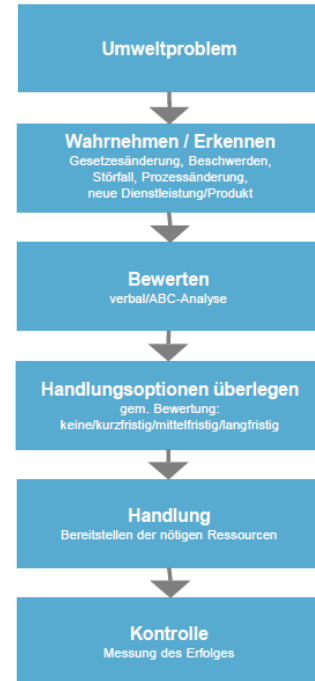 Umweltproblem
Wahrnehmen / Erkennen
Gesetzesänderung, Beschwerden,
Störfall, Prozessänderung,
neue Dienstleistung/Produkt
Bewerten
verbal/ABC-Analyse
Handlungsoptionen überlegen
gem. Bewertung:
keine/kurzfristig/mittelfristig/langfristig
Handlung
Bereitstellen der nötigen Ressourcen
Kontrolle
Messung des Erfolges